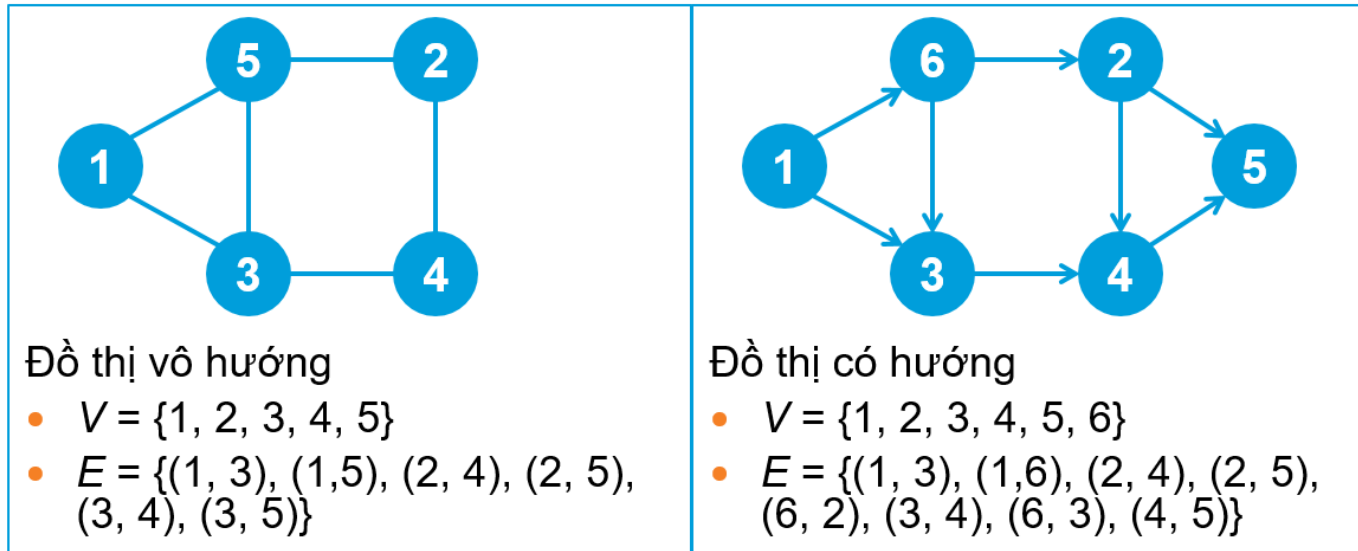 5
2
1
3
4
Đồ thị vô hướng
• V = {1, 2, 3, 4, 5}
• E = {(1, 3), (1,5), (2, 4), (2, 5),
(3, 4), (3, 5)}
6
2
1
5
3
4
Đồ thị có hướng
• V = {1, 2, 3, 4, 5, 6}
• E = {(1, 3), (1,6), (2, 4), (2, 5),
(6, 2), (3, 4), (6, 3), (4, 5)}